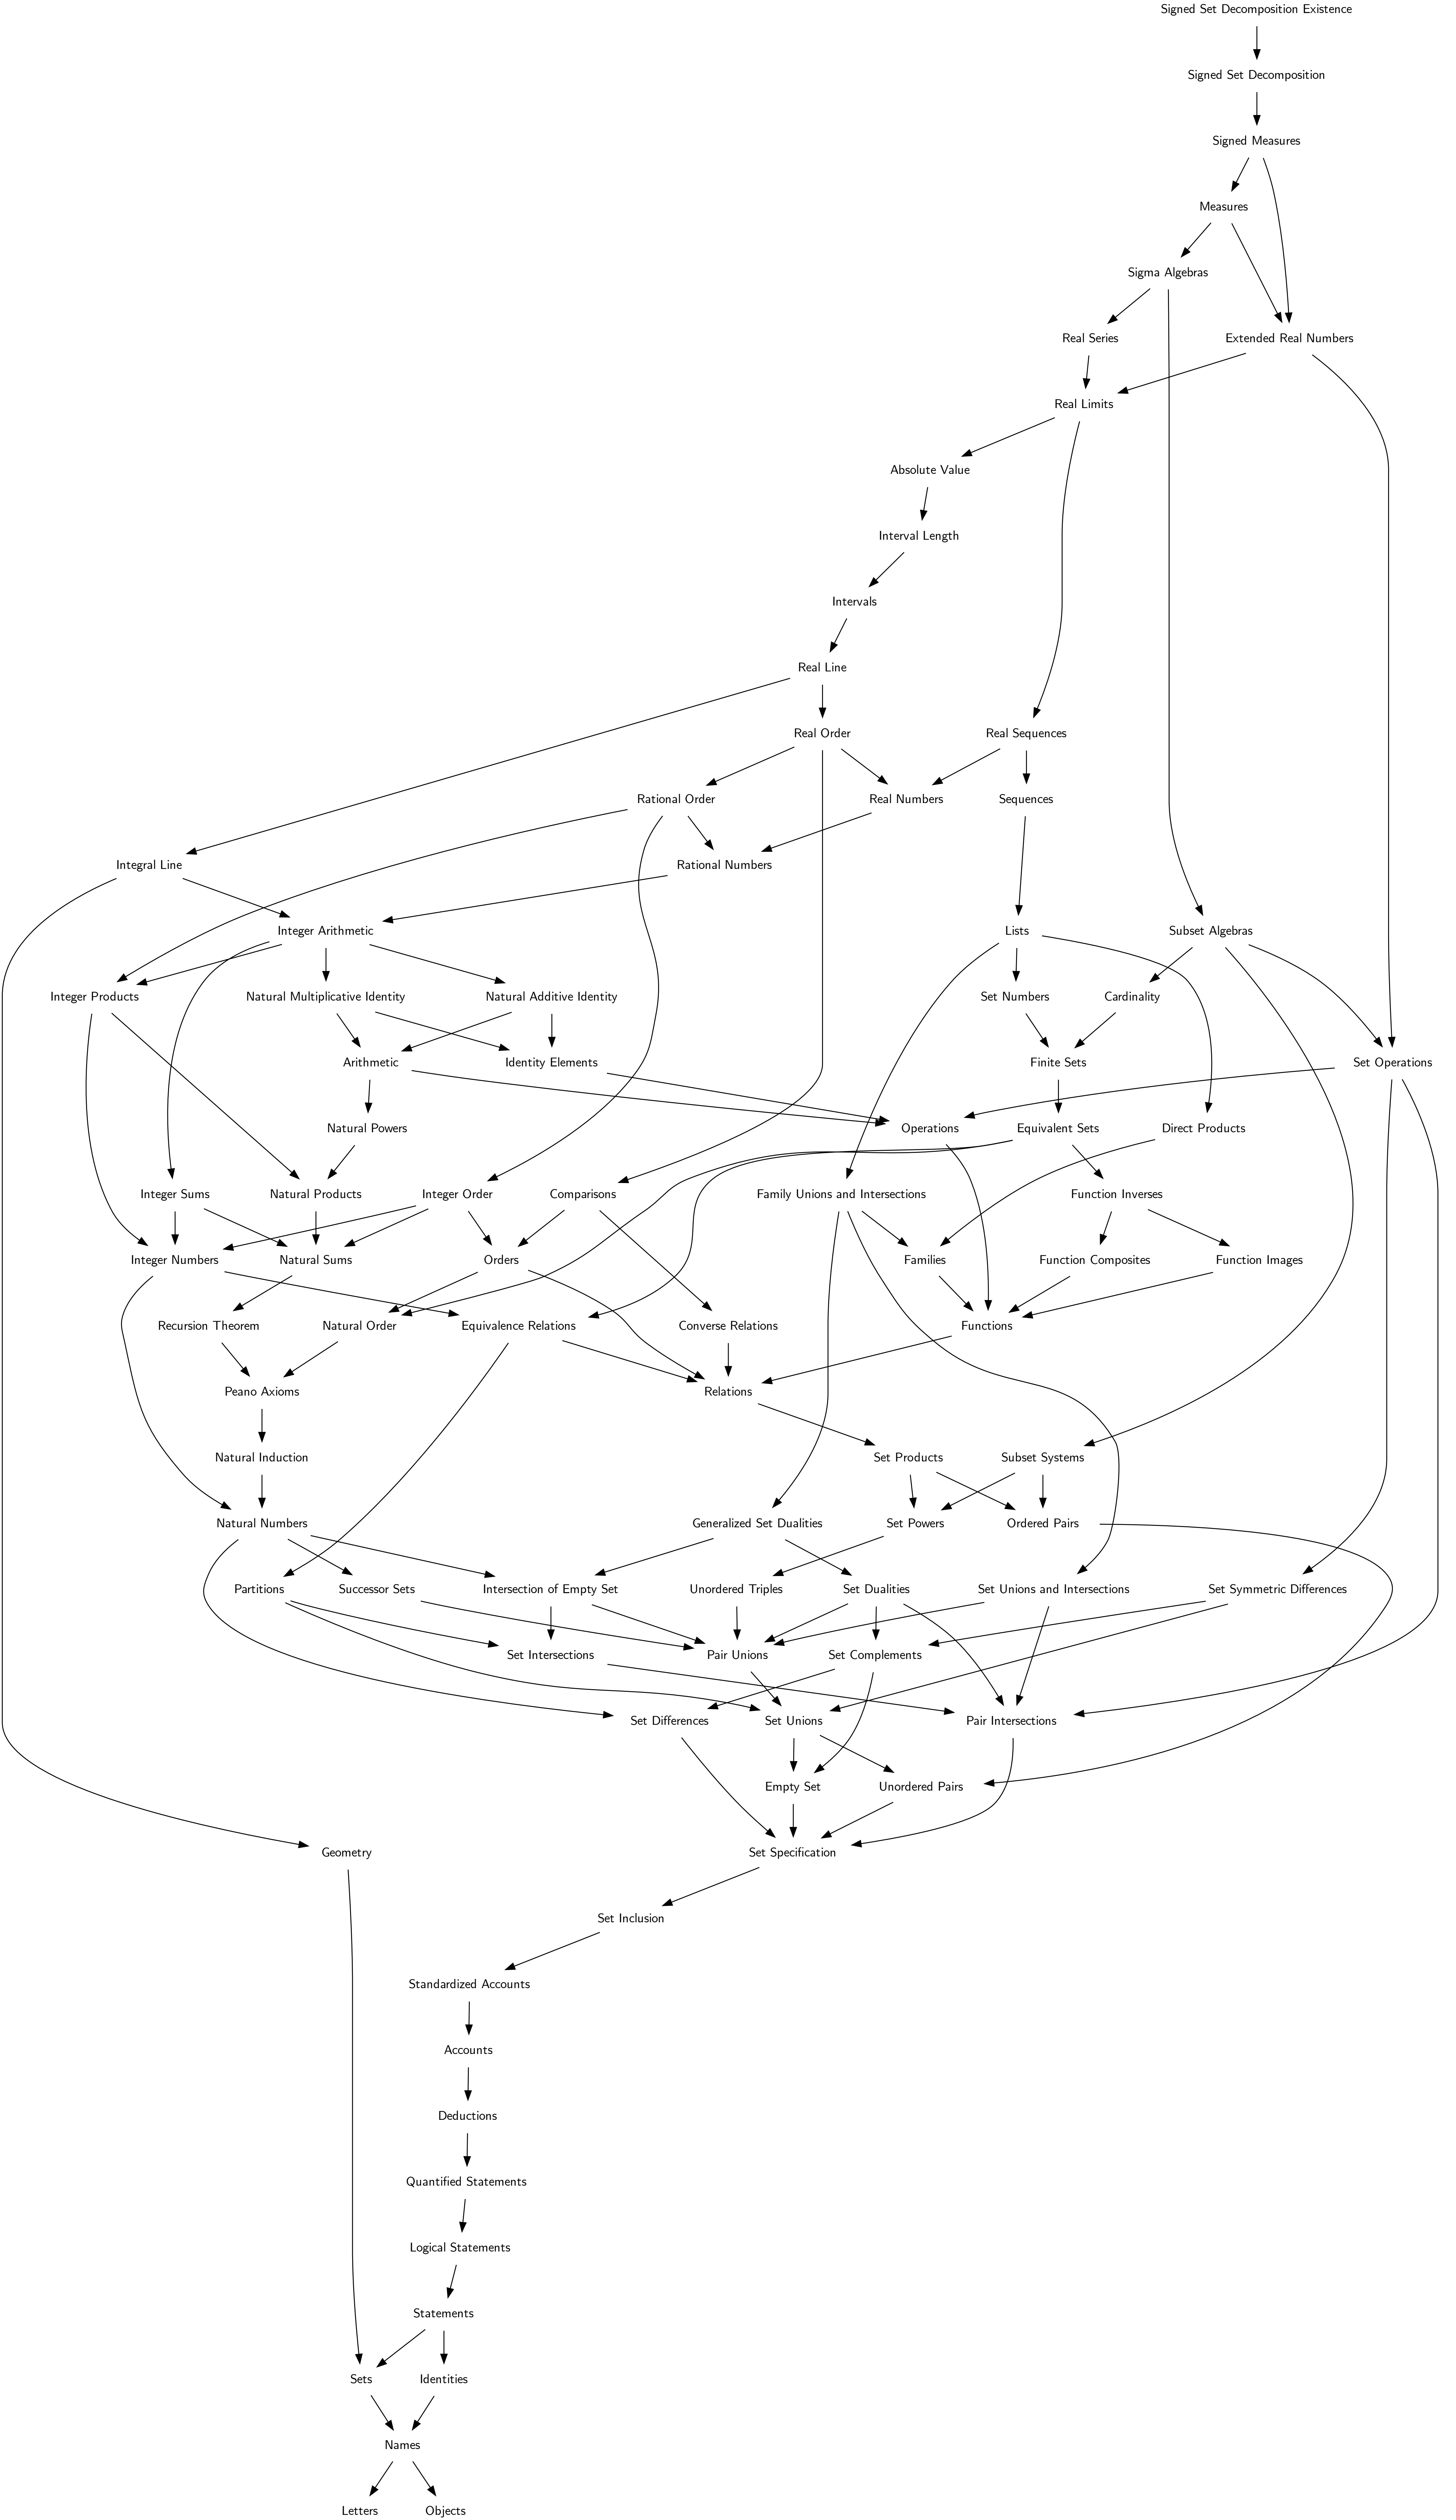 Signed Set Decomposition Existence
Signed Set Decomposition
Signed Measures
Measures
Sigma Algebras
Real Series
Extended Real Numbers
Real Limits
Absolute Value
Interval Length
Intervals
Real Line
Real Order
Real Sequences
Rational Order
Real Numbers
Sequences
Integral Line
Rational Numbers
Integer Arithmetic
Lists
Subset Algebras
Integer Products
Natural Multiplicative Identity
Natural Additive Identity
Set Numbers
Cardinality
Arithmetic
Identity Elements
Finite Sets
Set Operations
Natural Powers
Operations
Equivalent Sets
Direct Products
Integer Sums
Natural Products
Integer Order
Comparisons
Family Unions and Intersections
Function Inverses
Integer Numbers
Natural Sums
Orders
Families
Function Composites
Function Images
Recursion Theorem
Natural Order
Equivalence Relations
Converse Relations
Functions
Peano Axioms
Relations
Natural Induction
Set Products
Subset Systems
Natural Numbers
Generalized Set Dualities
Set Powers
Ordered Pairs
Partitions
Successor Sets
Intersection of Empty Set
Unordered Triples
Set Dualities
Set Unions and Intersections
Set Symmetric Differences
Set Intersections
Pair Unions
Set Complements
Set Differences
Set Unions
Pair Intersections
Empty Set
Unordered Pairs
Geometry
Set Specification
Set Inclusion
Standardized Accounts
Accounts
Deductions
Quantified Statements
Logical Statements
Statements
Sets
Identities
Names
Letters
Objects